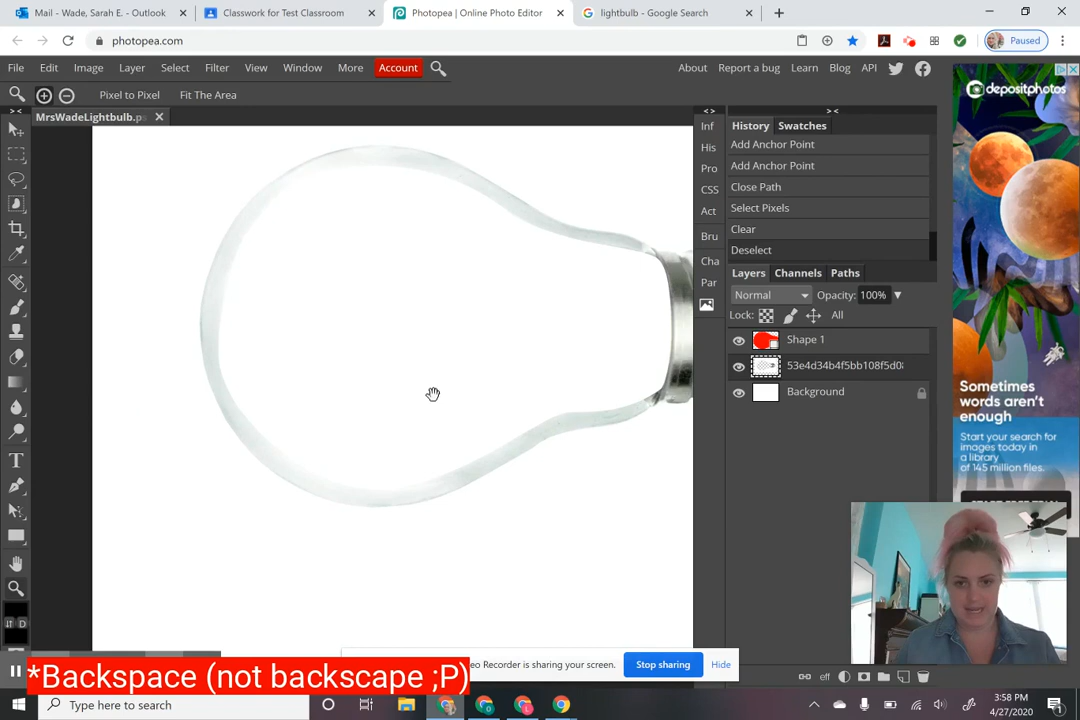 Mail - Wade, Sarah E. - Outlook
Classwork for Test Classroom
Photopea | Online Photo Editor
lightbulb - Google Search
photopea.com
Paused
File Edit Image Layer Select Filter View Window More Account
About Report a bug Learn Blog API
Pixel to Pixel Fit The Area
MrsWadeLightbulb.ps
Inf
His
Pro
CSS
Act
Bru
Cha
Par
History Swatches
Add Anchor Point
Add Anchor Point
Close Path
Select Pixels
Clear
Deselect
Layers Channels Paths
Normal Opacity: 100%
Lock: All
Shape 1
53e4d34b4f5bb108f5d0
Background
eff
depositphotos
Sometimes
words aren't
enough
Start your search for
images today in
a library
of 145 million files.
*Backspace (not backscape ;P)
eo Recorder is sharing your screen. Stop sharing Hide
Type here to search
3:58 PM
4/27/2020